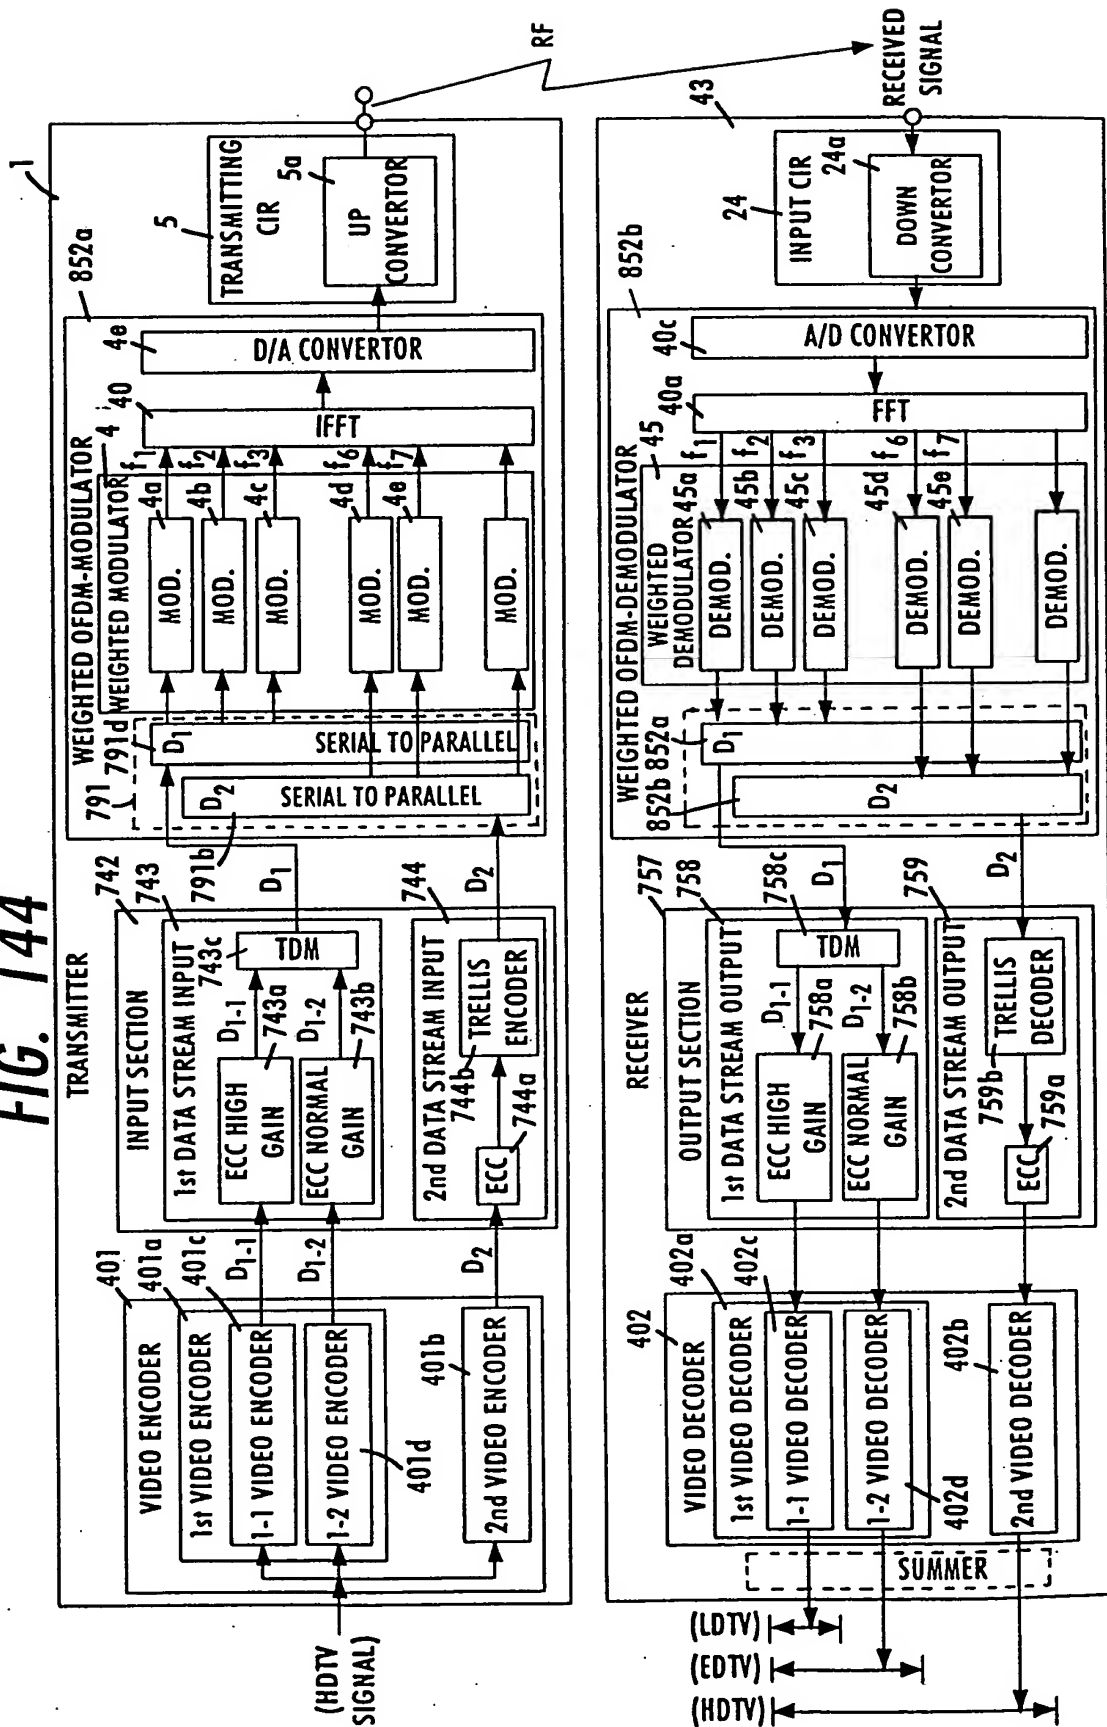 FIG. 144
TRANSMITTER
1
(HDTV
SIGNAL)
VIDEO ENCODER
401
1st VIDEO ENCODER
401a
1-1 VIDEO ENCODER
401c
1-2 VIDEO ENCODER
401d
2nd VIDEO ENCODER
401b
D1-1
D1-2
D2
INPUT SECTION
742
1st DATA STREAM INPUT
743
743c
ECC HIGH
GAIN
D1-1
743a
ECC NORMAL
GAIN
D1-2
743b
TDM
2nd DATA STREAM INPUT
744
744b
ECC
744a
TRELLIS
ENCODER
D1
D2
WEIGHTED OFDM-MODULATOR
852a
791
791d
791b
D1
SERIAL TO PARALLEL
D2
SERIAL TO PARALLEL
WEIGHTED MODULATOR
4
MOD.
4a
f1
MOD.
4b
f2
MOD.
4c
f3
MOD.
4d
f6
MOD.
4e
f7
MOD.
40
IFFT
4e
D/A CONVERTOR
5
TRANSMITTING
CIR
5a
UP
CONVERTOR
RF
RECEIVED
SIGNAL
RECEIVER
43
24
INPUT CIR
24a
DOWN
CONVERTOR
WEIGHTED OFDM-DEMODULATOR
852b
40c
A/D CONVERTOR
40a
FFT
45
WEIGHTED
DEMODULATOR
DEMOD.
45a
f1
DEMOD.
45b
f2
DEMOD.
45c
f3
DEMOD.
45d
f6
DEMOD.
45e
f7
DEMOD.
852a
D1
852b
D2
D1
D2
OUTPUT SECTION
757
1st DATA STREAM OUTPUT
758
758c
TDM
ECC HIGH
GAIN
D1-1
758a
ECC NORMAL
GAIN
D1-2
758b
2nd DATA STREAM OUTPUT
759
759b
TRELLIS
DECODER
ECC
759a
402
VIDEO DECODER
402a
1st VIDEO DECODER
402c
1-1 VIDEO DECODER
1-2 VIDEO DECODER
402d
2nd VIDEO DECODER
402b
SUMMER
(LDTV)
(EDTV)
(HDTV)